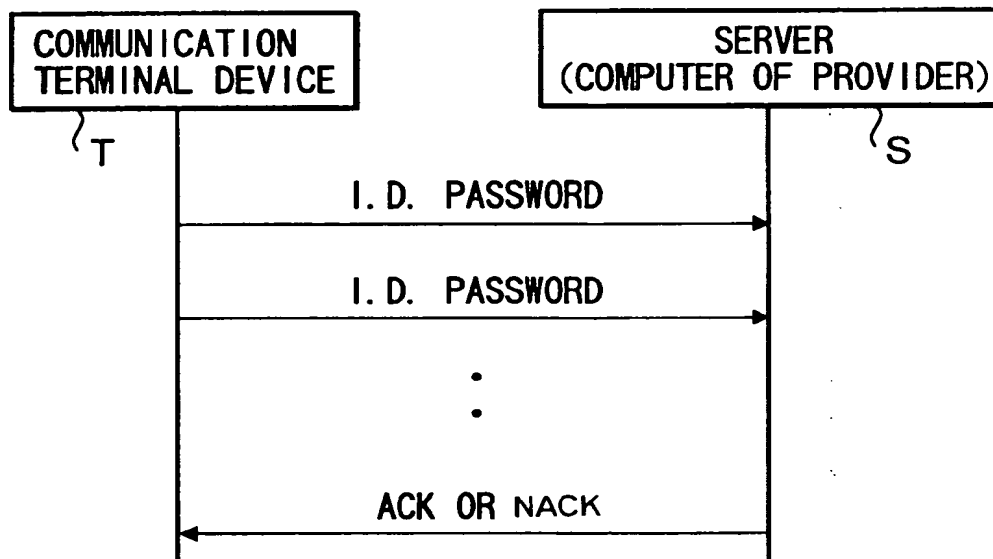 COMMUNICATION
TERMINAL DEVICE
SERVER
(COMPUTER OF PROVIDER)
T
S
I.D. PASSWORD
I.D. PASSWORD
ACK OR NACK